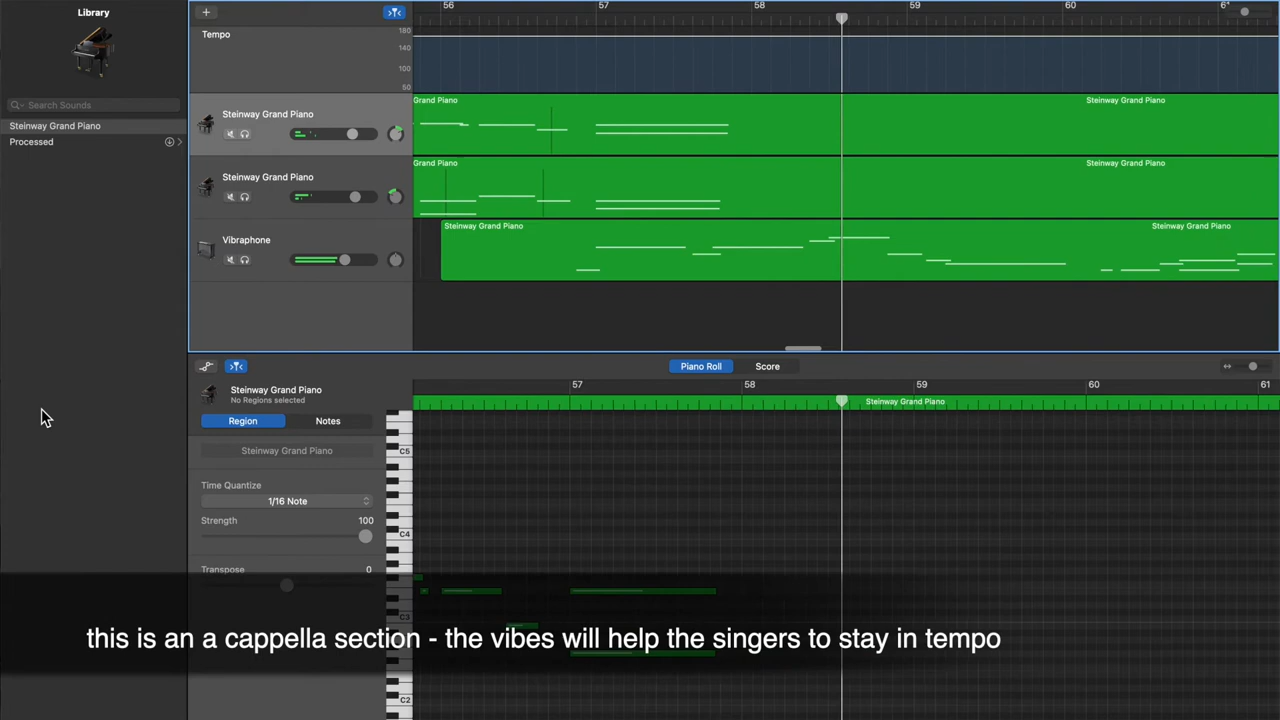 Library
Search Sounds
Steinway Grand Piano
Processed
56 57 58 59 60
Tempo
180
140
100
50
Steinway Grand Piano
Grand Piano
Steinway Grand Piano
Steinway Grand Piano
Grand Piano
Steinway Grand Piano
Vibraphone
Steinway Grand Piano
Steinway Grand Piano
Piano Roll Score
Steinway Grand Piano
No Regions selected
57 58 59 60 61
Steinway Grand Piano
Region Notes
Steinway Grand Piano
C5
Time Quantize
1/16 Note
Strength 100
C4
Transpose 0
C3
this is an a cappella section - the vibes will help the singers to stay in tempo
C2